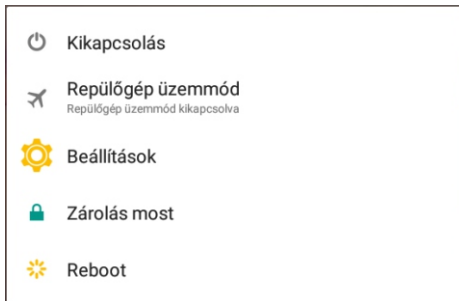 Kikapcsolás
Repülőgép üzemmód
Repülőgép üzemmód kikapcsolva
Beállítások
Zárolás most
Reboot